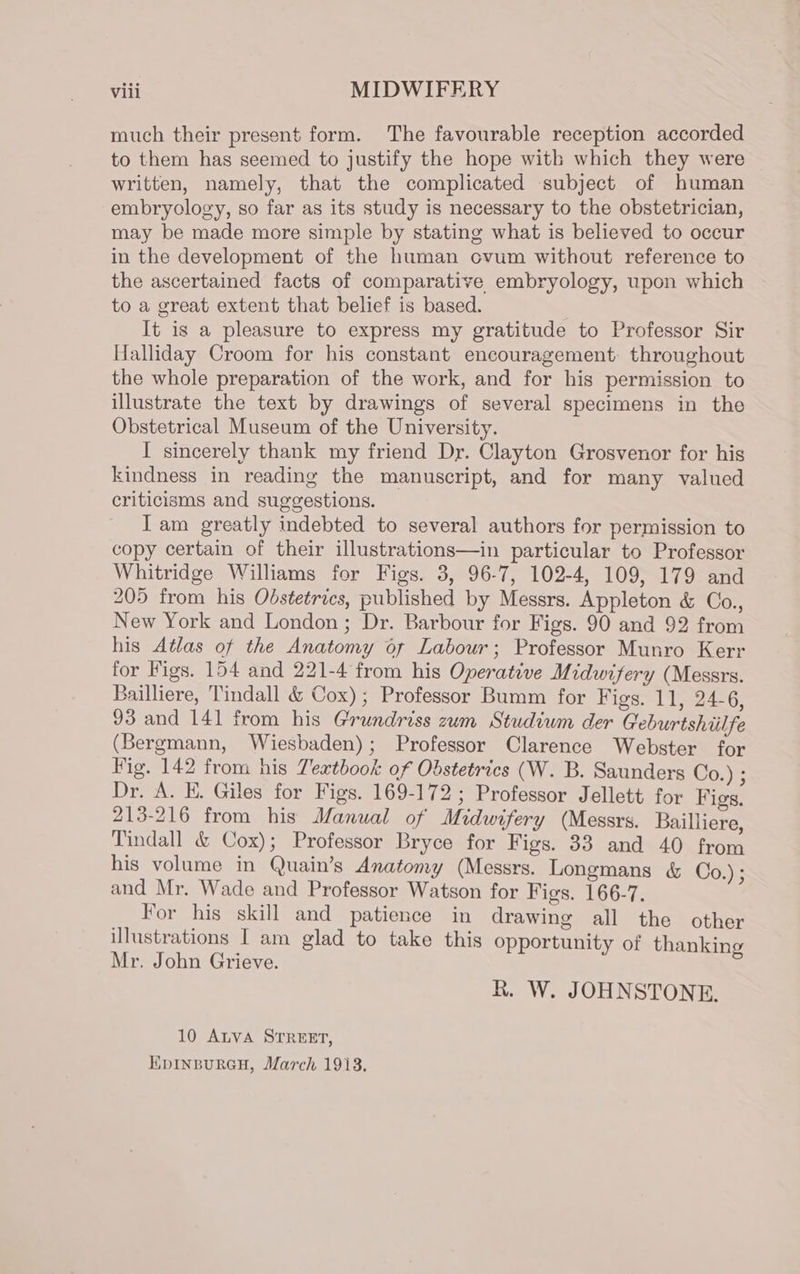 viii MIDWIFERY
much their present form. The favourable reception accorded
to them has seemed to justify the hope with which they were
written, namely, that the complicated subject of human
embryology, so far as its study is necessary to the obstetrician,
may be made more simple by stating what is believed to occur
in the development of the human ovum without reference to
the ascertained facts of comparative embryology, upon which
to a great extent that belief is based.
It is a pleasure to express my gratitude to Professor Sir
Halliday Croom for his constant encouragement throughout
the whole preparation of the work, and for his permission to
illustrate the text by drawings of several specimens in the
Obstetrical Museum of the University.
I sincerely thank my friend Dr. Clayton Grosvenor for his
kindness in reading the manuscript, and for many valued
criticisms and suggestions.
I am greatly indebted to several authors for permission to
copy certain of their illustrations—in particular to Professor
Whitridge Williams for Figs. 3, 96-7, 102-4, 109, 179 and
205 from his Obstetrics, published by Messrs. Appleton & Co.,
New York and London; Dr. Barbour for Figs. 90 and 92 from
his Atlas of the Anatomy of Labour; Professor Munro Kerr
for Figs. 154 and 221-4 from his Operative Midwifery (Messrs.
Bailliere, Tindall & Cox); Professor Bumm for Figs. 11, 24-6,
93 and 141 from his Grundriss zum Studium der Geburtshülfe
(Bergmann, Wiesbaden); Professor Clarence Webster for
Fig. 142 from his Textbook of Obstetrics (W. B. Saunders Co.);
Dr. A. E. Giles for Figs. 169-172; Professor Jellett for Figs.
213-216 from his Manual of Midwifery (Messrs. Bailliere,
Tindall & Cox); Professor Bryce for Figs. 33 and 40 from
his volume in Quain's Anatomy (Messrs. Longmans & Co.);
and Mr. Wade and Professor Watson for Figs. 166-7.
For his skill and patience in drawing all the other
illustrations I am glad to take this opportunity of thanking
Mr. John Grieve.
R. W. JOHNSTONE.
10 ALVA STREET,
EDINBURGH, March 1913.